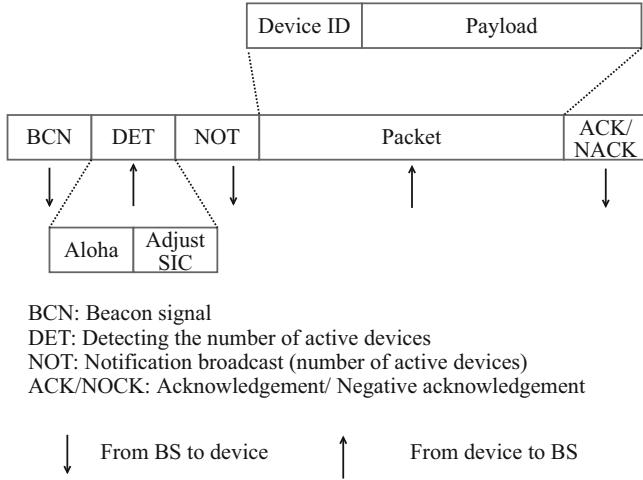 Device ID Payload
BCN DET NOT Packet ACK/
NACK
Aloha Adjust
SIC
BCN: Beacon signal
DET: Detecting the number of active devices
NOT: Notification broadcast (number of active devices)
ACK/NOCK: Acknowledgement/ Negative acknowledgement
From BS to device From device to BS